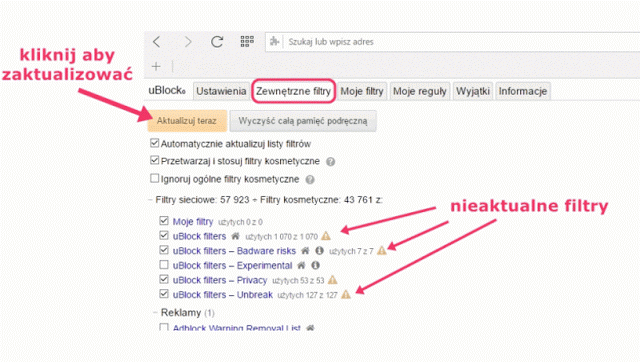 kliknij aby
zaktualizować
Szukaj lub wpisz adres
uBlock₀ Ustawienia Zewnętrzne filtry Moje filtry Moje reguły Wyjątki Informacje
Aktualizuj teraz Wyczyść całą pamięć podręczną
Automatycznie aktualizuj listy filtrów
Przetwarzaj i stosuj filtry kosmetyczne ?
Ignoruj ogólne filtry kosmetyczne ?
– Filtry sieciowe: 57 923 + Filtry kosmetyczne: 43 761 z:
nieaktualne filtry
Moje filtry użytych 0 z 0
uBlock filters użytych 1 070 z 1 070
uBlock filters – Badware risks użytych 7 z 7
uBlock filters – Experimental
uBlock filters – Privacy użytych 53 z 53
uBlock filters – Unbreak użytych 127 z 127
– Reklamy (1)
Adblock Warning Removal List